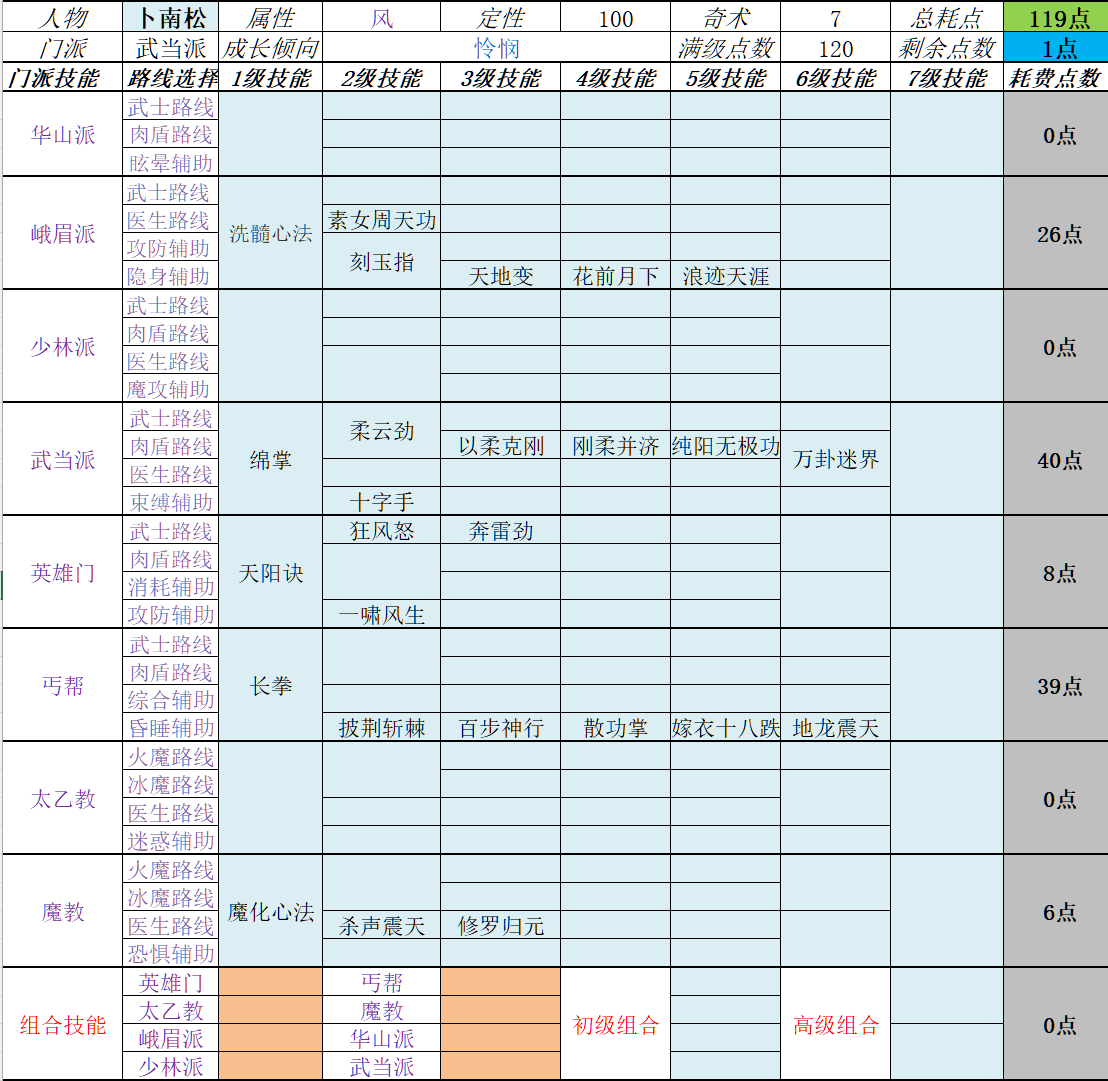 人物 卜南松 属性 风 定性 100 奇术 7 总耗点 119点
门派 武当派 成长倾向 怜悯 满级点数 120 剩余点数 1点
门派技能 路线选择 1级技能 2级技能 3级技能 4级技能 5级技能 6级技能 7级技能 耗费点数
武士路线
华山派 肉盾路线 0点
眩晕辅助
武士路线
医生路线 素女周天功
峨眉派 洗髓心法 26点
攻防辅助
刻玉指
隐身辅助 天地变 花前月下 浪迹天涯
武士路线
肉盾路线
少林派 0点
医生路线
魔攻辅助
武士路线
柔云劲
肉盾路线 以柔克刚 刚柔并济 纯阳无极功
武当派 绵掌 万卦迷界 40点
医生路线
束缚辅助 十字手
武士路线 狂风怒 奔雷劲
肉盾路线
英雄门 天阳诀 8点
消耗辅助
攻防辅助 一啸风生
武士路线
肉盾路线
丐帮 长拳 39点
综合辅助
昏睡辅助 披荆斩棘 百步神行 散功掌 嫁衣十八跌 地龙震天
火魔路线
冰魔路线
太乙教 0点
医生路线
迷惑辅助
火魔路线
冰魔路线
魔教 魔化心法 6点
医生路线 杀声震天 修罗归元
恐惧辅助
英雄门 丐帮
太乙教 魔教
组合技能 初级组合 高级组合 0点
峨眉派 华山派
少林派 武当派